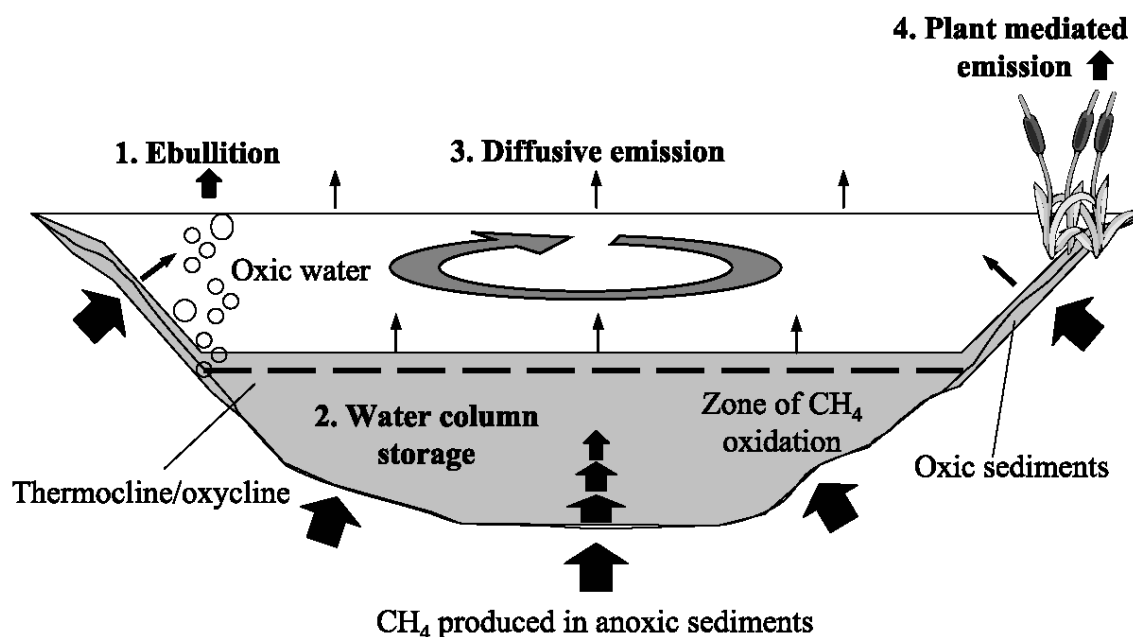 4. Plant mediated
emission
1. Ebullition
3. Diffusive emission
Oxic water
2. Water column
storage
Zone of CH₄
oxidation
Thermocline/oxycline
Oxic sediments
CH₄ produced in anoxic sediments